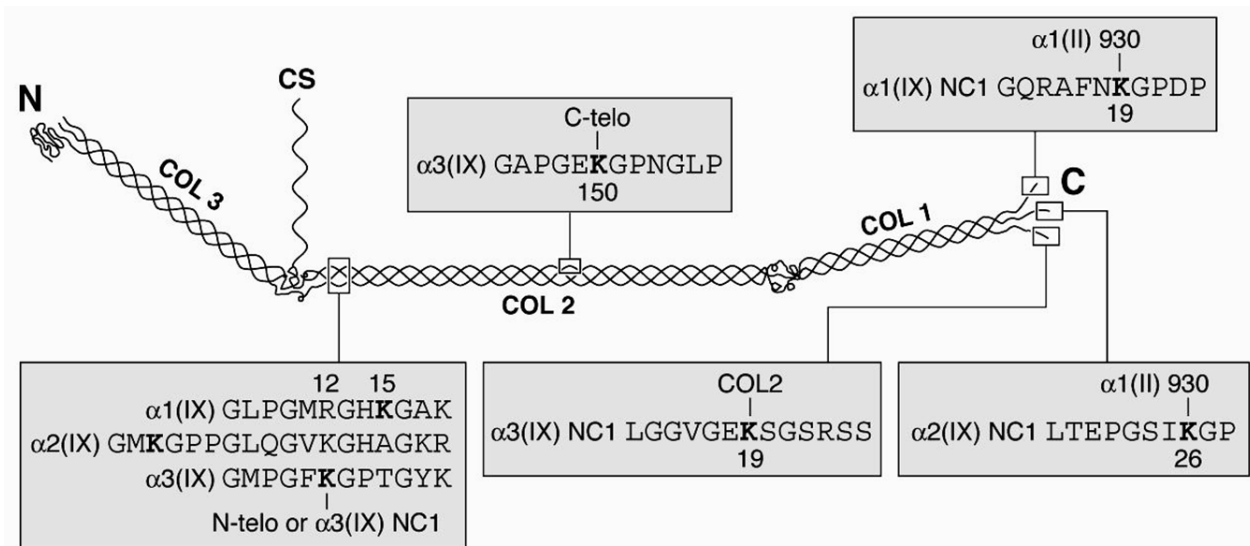 N
CS
COL 3
COL 2
COL 1
C
α1(II) 930
α1(IX) NC1 GQRAFNKGPDP
19
C-telo
α3(IX) GAPGEKGPNGLP
150
12 15
α1(IX) GLPGMRGHKGAK
α2(IX) GMKGPPGLQGVKGHAGKR
α3(IX) GMPGFKGPTGYK
N-telo or α3(IX) NC1
COL2
α3(IX) NC1 LGGVGEKSGSRSS
19
α1(II) 930
α2(IX) NC1 LTEPGSIKGP
26